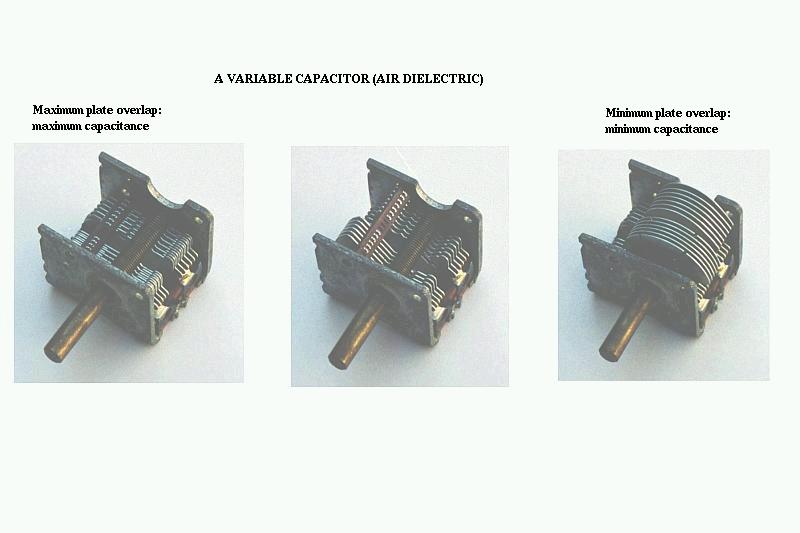 A VARIABLE CAPACITOR (AIR DIELECTRIC)
Maximum plate overlap:
maximum capacitance
Minimum plate overlap:
minimum capacitance